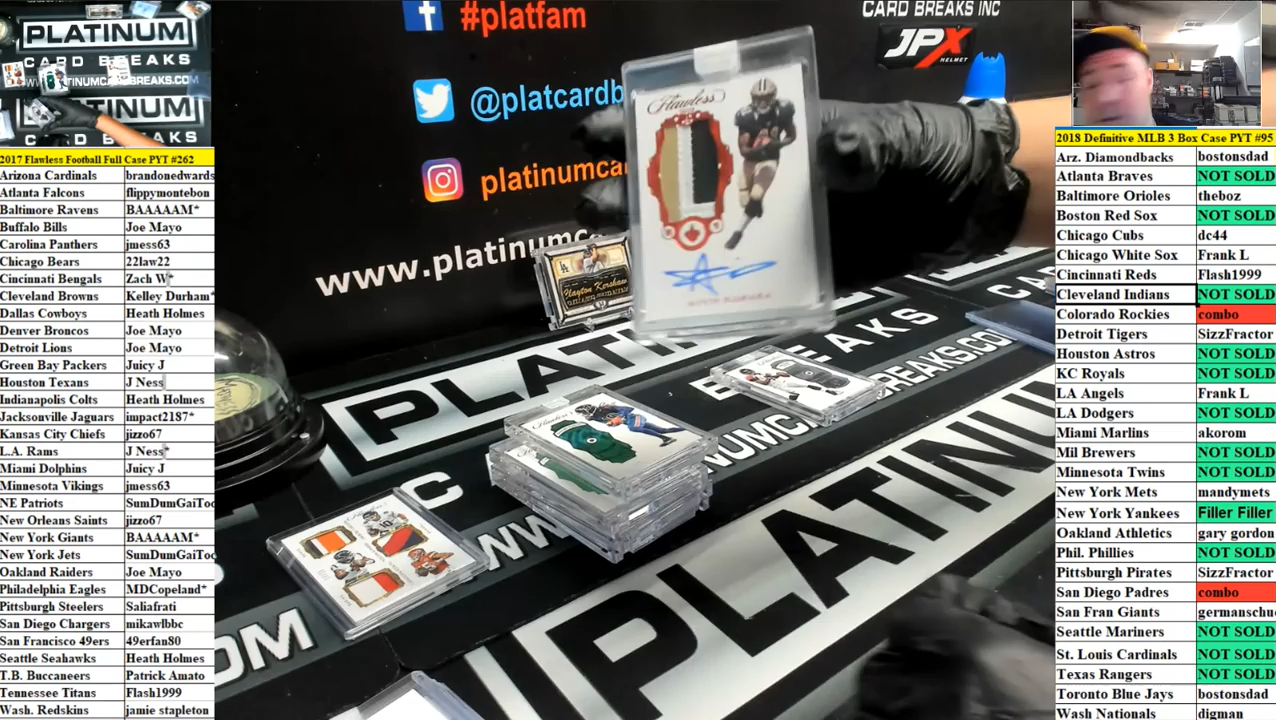 PLATINUM
CARD BREAKS
PLATINUM
CARD BREAKS
2017 Flawless Football Full Case PYT #262
Arizona Cardinals brandonedwards
Atlanta Falcons flippymontebon
Baltimore Ravens BAAAAAM*
Buffalo Bills Joe Mayo
Carolina Panthers jmess63
Chicago Bears 22law22
Cincinnati Bengals Zach W*
Cleveland Browns Kelley Durham*
Dallas Cowboys Heath Holmes
Denver Broncos Joe Mayo
Detroit Lions Joe Mayo
Green Bay Packers Juicy J
Houston Texans J Ness
Indianapolis Colts Heath Holmes
Jacksonville Jaguars impact2187*
Kansas City Chiefs jizzo67
L.A. Rams J Ness*
Miami Dolphins Juicy J
Minnesota Vikings jmess63
NE Patriots SumDumGaiToo
New Orleans Saints jizzo67
New York Giants BAAAAAM*
New York Jets SumDumGaiToo
Oakland Raiders Joe Mayo
Philadelphia Eagles MDCopeland*
Pittsburgh Steelers Saliafrati
San Diego Chargers mikawlbbc
San Francisco 49ers 49erfan80
Seattle Seahawks Heath Holmes
T.B. Buccaneers Patrick Amato
Tennessee Titans Flash1999
Wash. Redskins jamie stapleton
#platfam
@platcardb
platinumca
www.platinumc
CARD BREAKS INC
JPX
HELMET
Flawless
Clayton Kershaw
LA
Flawless
PLATINUM
BREAKS
PLATINU
.COM
2018 Definitive MLB 3 Box Case PYT #95
Arz. Diamondbacks bostonsdad
Atlanta Braves NOT SOLD
Baltimore Orioles theboz
Boston Red Sox NOT SOLD
Chicago Cubs dc44
Chicago White Sox Frank L
Cincinnati Reds Flash1999
Cleveland Indians NOT SOLD
Colorado Rockies combo
Detroit Tigers SizzFractor
Houston Astros NOT SOLD
KC Royals NOT SOLD
LA Angels Frank L
LA Dodgers NOT SOLD
Miami Marlins akorom
Mil Brewers NOT SOLD
Minnesota Twins NOT SOLD
New York Mets mandymets
New York Yankees Filler Filler
Oakland Athletics gary gordon
Phil. Phillies NOT SOLD
Pittsburgh Pirates SizzFractor
San Diego Padres combo
San Fran Giants germanschu
Seattle Mariners NOT SOLD
St. Louis Cardinals NOT SOLD
Texas Rangers NOT SOLD
Toronto Blue Jays bostonsdad
Wash Nationals digman